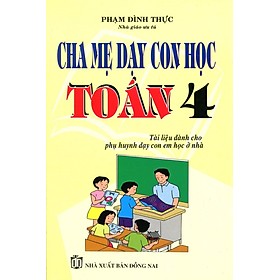 PHẠM ĐÌNH THỰC
Nhà giáo ưu tú
CHA MẸ DẠY CON HỌC
TOÁN 4
Tài liệu dành cho
phụ huynh dạy con em học ở nhà
NHÀ XUẤT BẢN ĐỒNG NAI